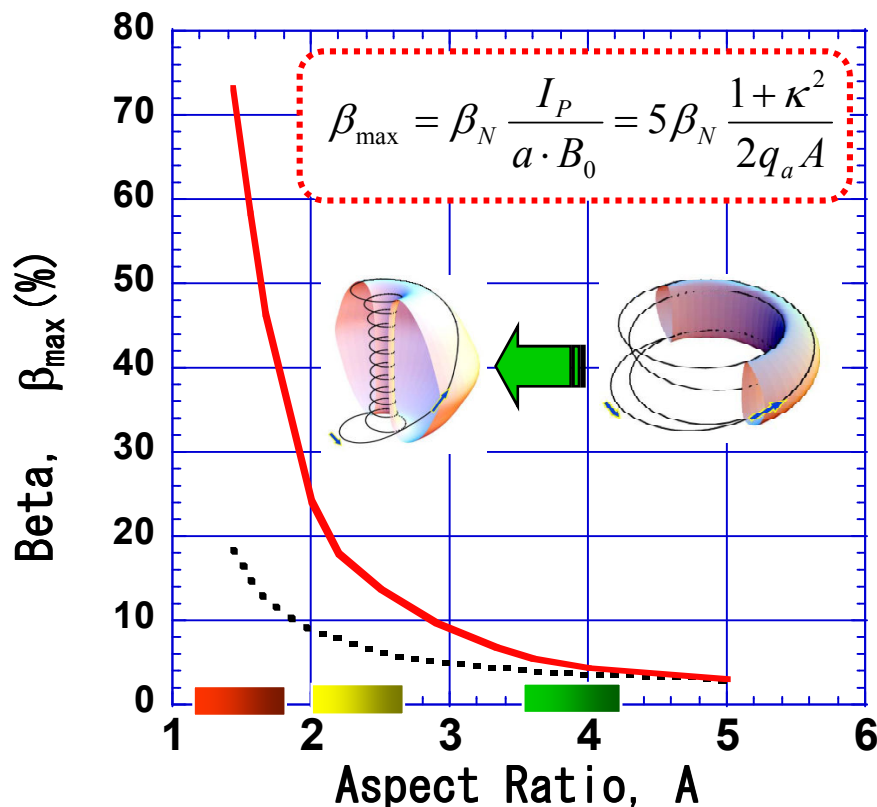 80
70
60
50
40
30
20
10
0
Beta, β_max(%)
β_max = β_N I_P / (a · B_0) = 5β_N (1 + κ²) / (2q_a A)
1 2 3 4 5 6
Aspect Ratio, A